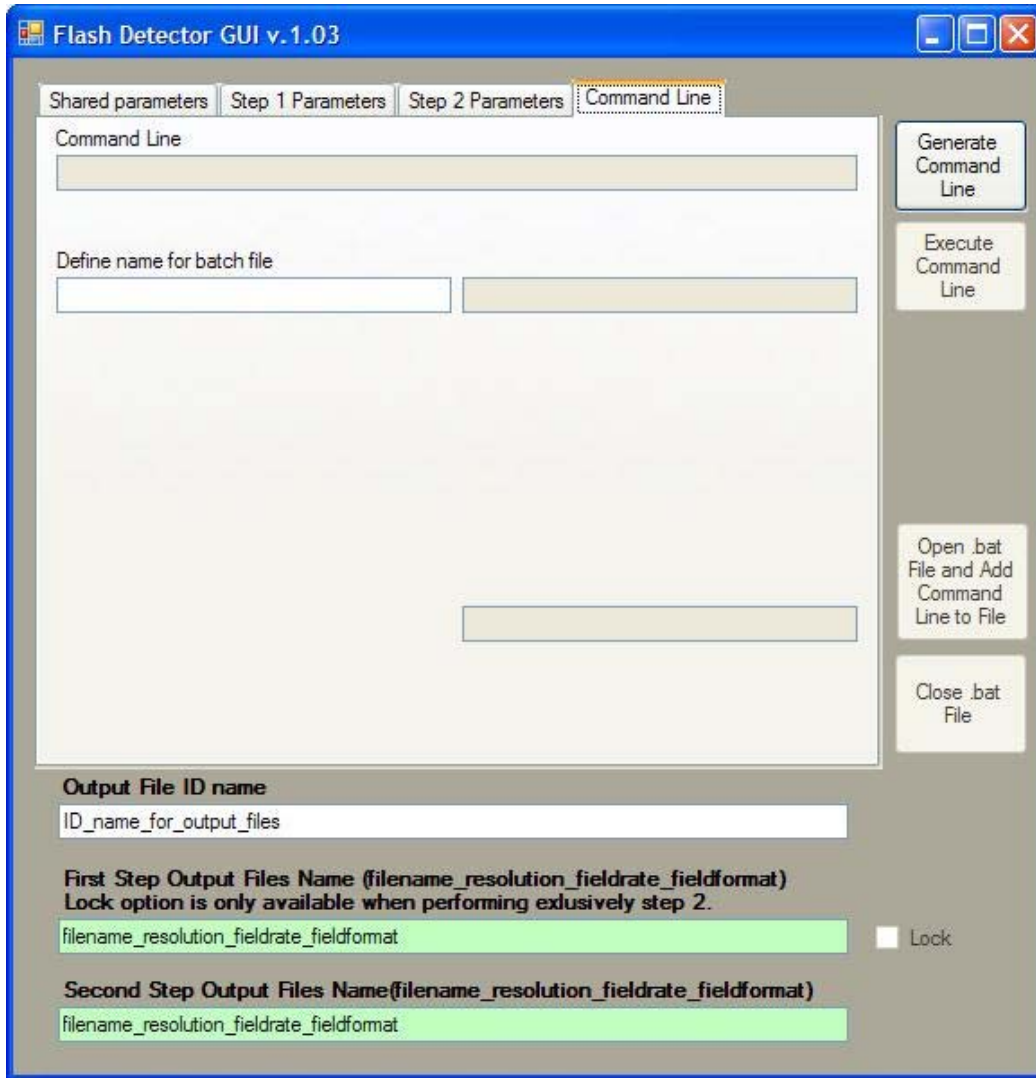 Flash Detector GUI v.1.03
Shared parameters
Step 1 Parameters
Step 2 Parameters
Command Line
Command Line
Generate
Command
Line
Execute
Command
Line
Define name for batch file
Open .bat
File and Add
Command
Line to File
Close .bat
File
Output File ID name
ID_name_for_output_files
First Step Output Files Name (filename_resolution_fieldrate_fieldformat)
Lock option is only available when performing exlusively step 2.
filename_resolution_fieldrate_fieldformat
Lock
Second Step Output Files Name(filename_resolution_fieldrate_fieldformat)
filename_resolution_fieldrate_fieldformat